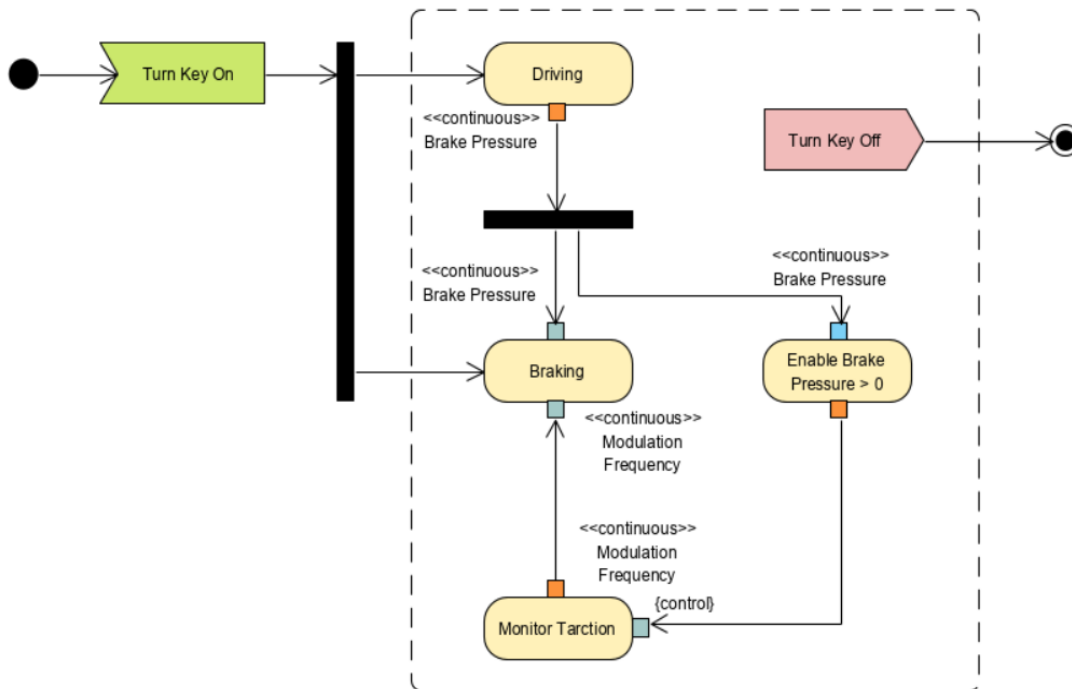 Turn Key On
Driving
<<continuous>>
Brake Pressure
Turn Key Off
<<continuous>>
Brake Pressure
<<continuous>>
Brake Pressure
Braking
Enable Brake
Pressure > 0
<<continuous>>
Modulation
Frequency
<<continuous>>
Modulation
Frequency
{control}
Monitor Tarction